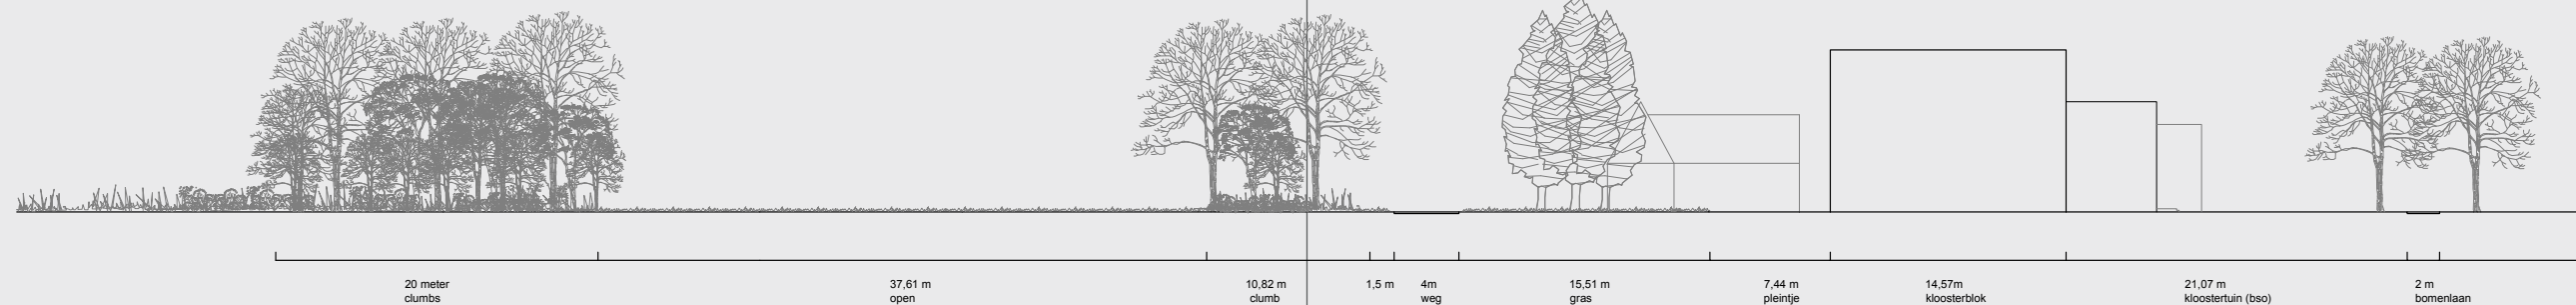 20 meter
clumbs
37,61 m
open
10,82 m
clumb
1,5 m
4m
weg
15,51 m
gras
7,44 m
pleintje
14,57m
kloosterblok
21,07 m
kloostertuin (bso)
2 m
bomenlaan